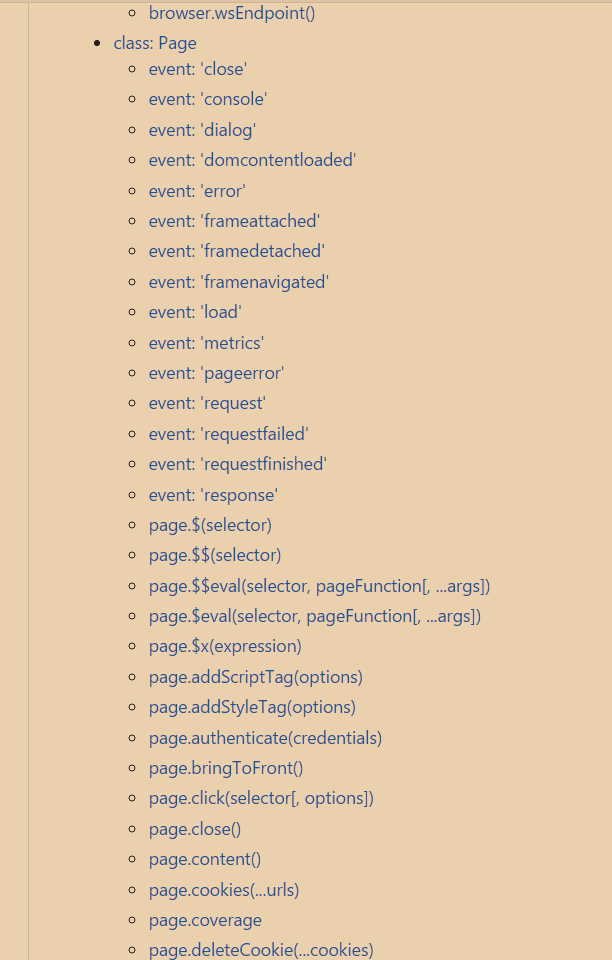 browser.wsEndpoint()
class: Page
event: 'close'
event: 'console'
event: 'dialog'
event: 'domcontentloaded'
event: 'error'
event: 'frameattached'
event: 'framedetached'
event: 'framenavigated'
event: 'load'
event: 'metrics'
event: 'pageerror'
event: 'request'
event: 'requestfailed'
event: 'requestfinished'
event: 'response'
page.$(selector)
page.$$(selector)
page.$$eval(selector, pageFunction[, ...args])
page.$eval(selector, pageFunction[, ...args])
page.$x(expression)
page.addScriptTag(options)
page.addStyleTag(options)
page.authenticate(credentials)
page.bringToFront()
page.click(selector[, options])
page.close()
page.content()
page.cookies(...urls)
page.coverage
page.deleteCookie(...cookies)